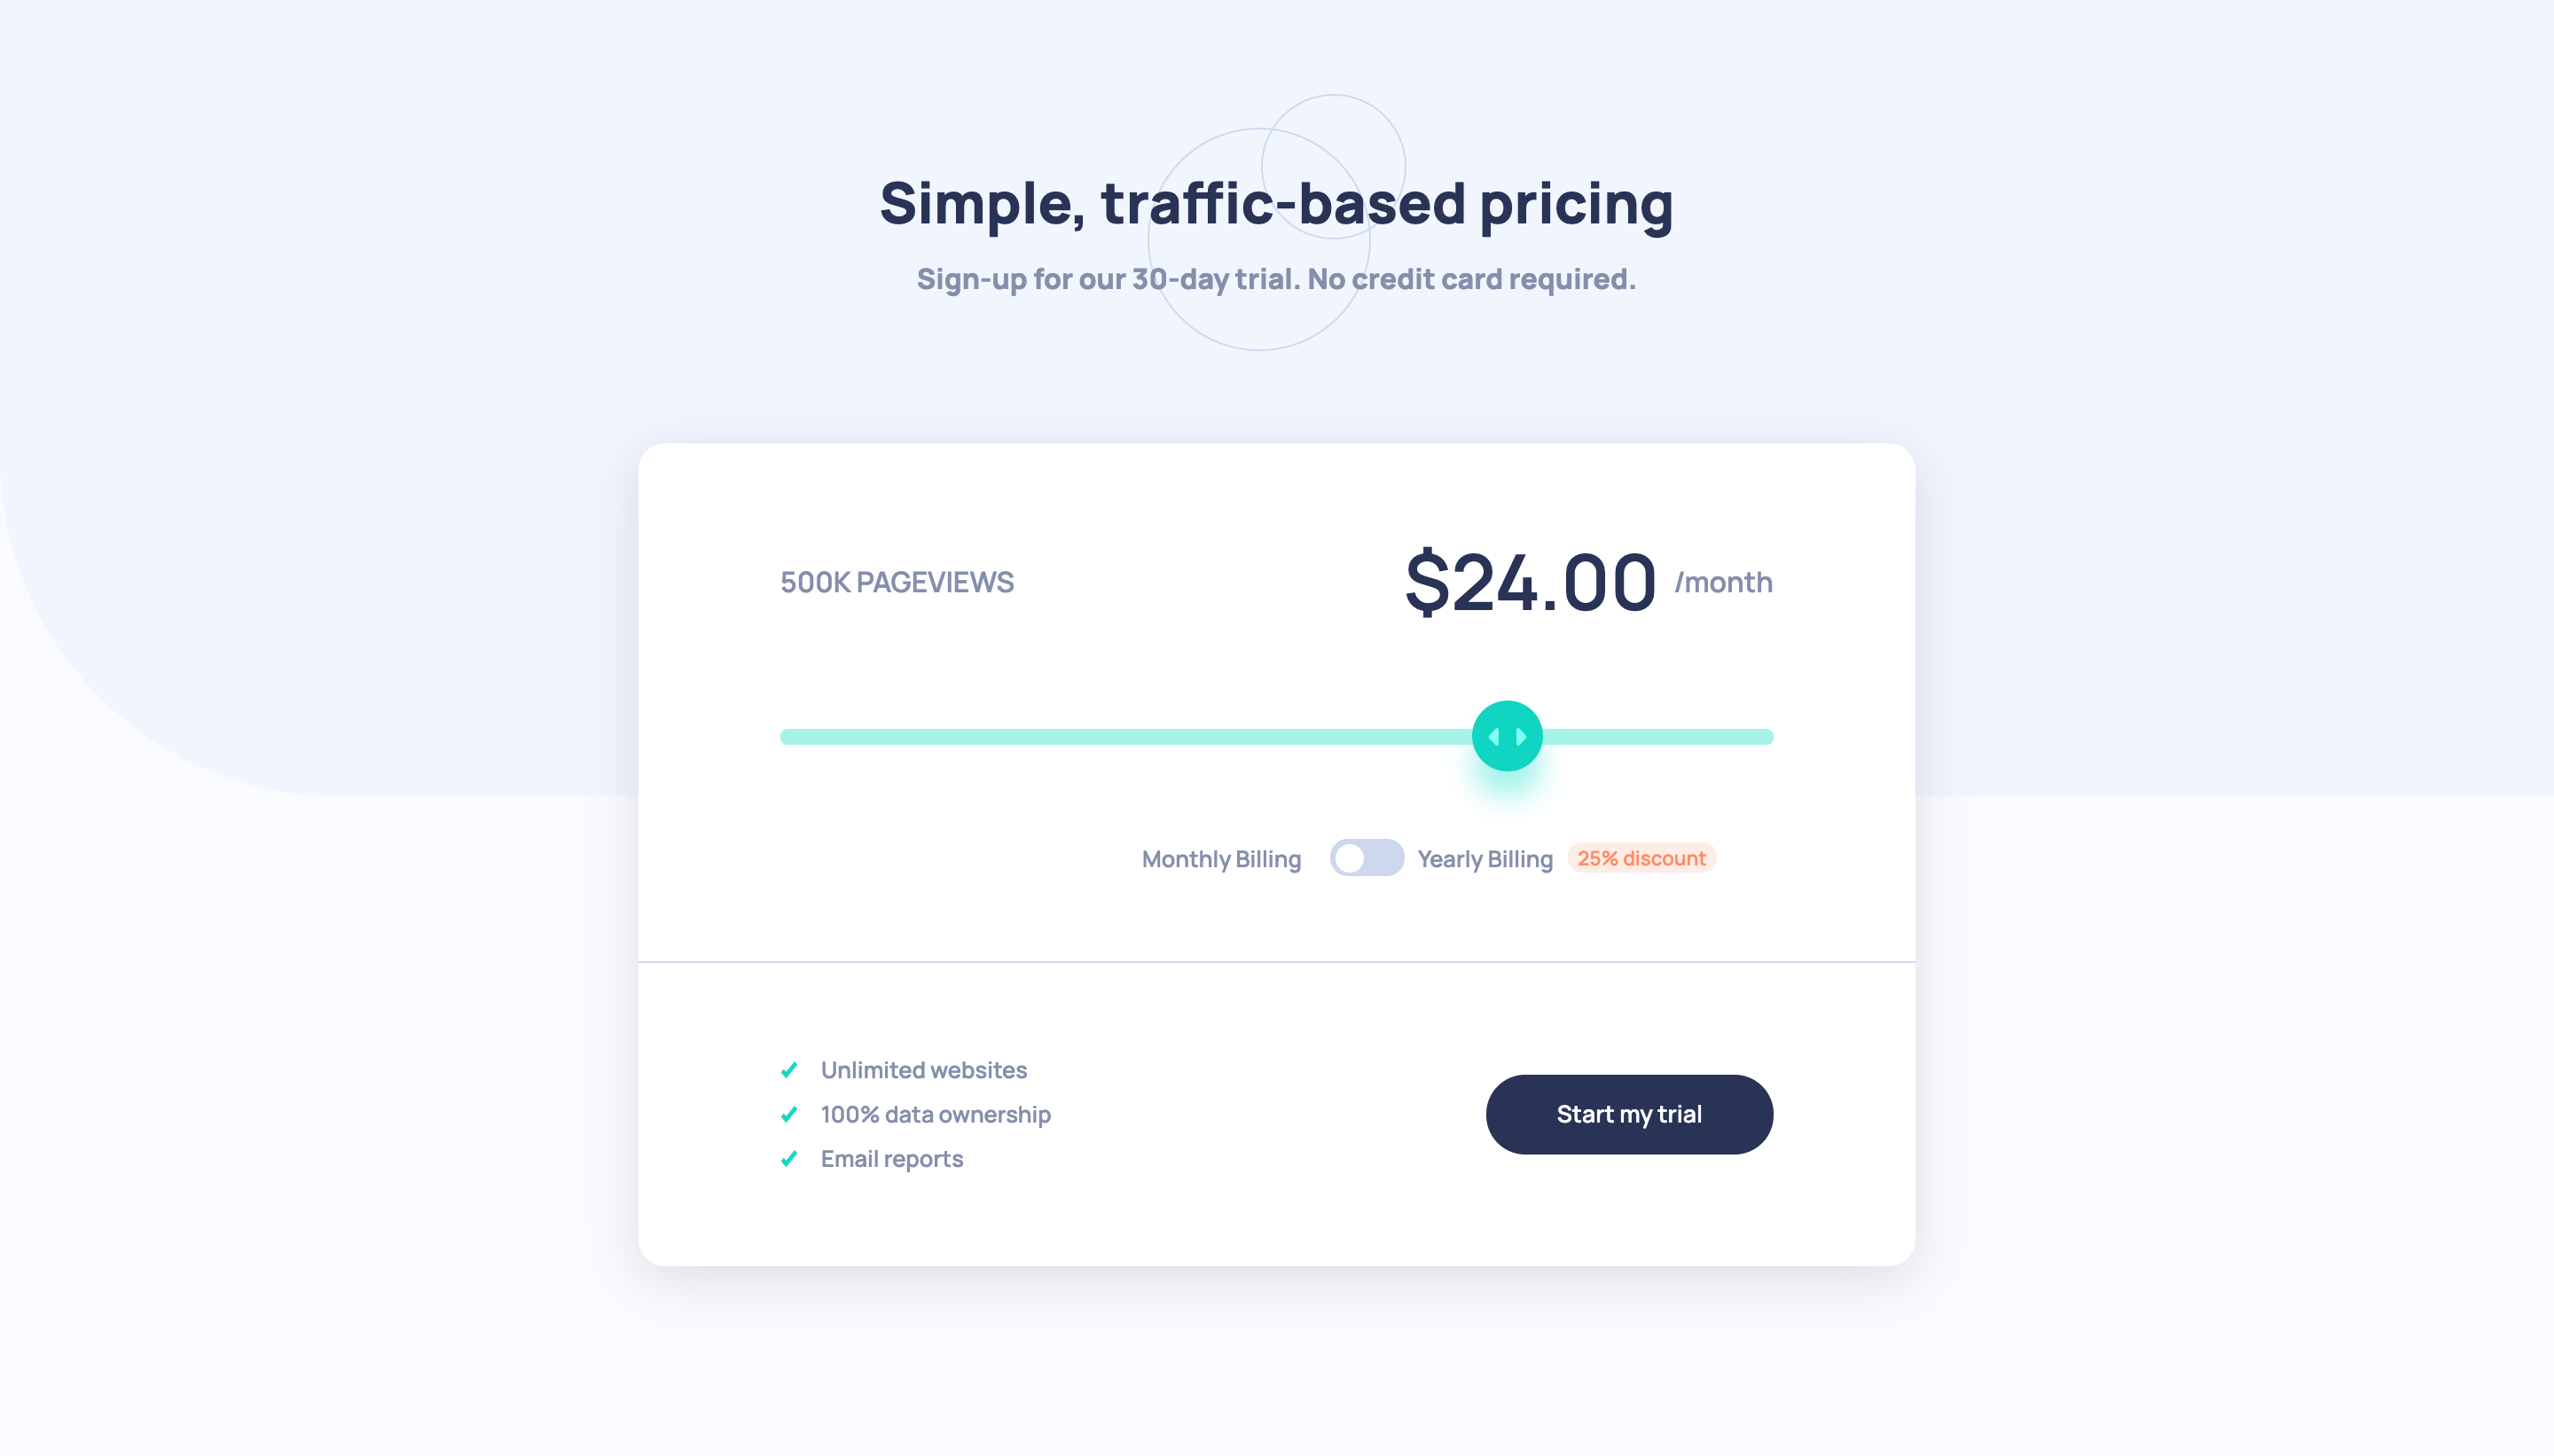 Simple, traffic-based pricing
Sign-up for our 30-day trial. No credit card required.
500K PAGEVIEWS
$24.00 /month
Monthly Billing Yearly Billing 25% discount
Unlimited websites
100% data ownership
Email reports
Start my trial